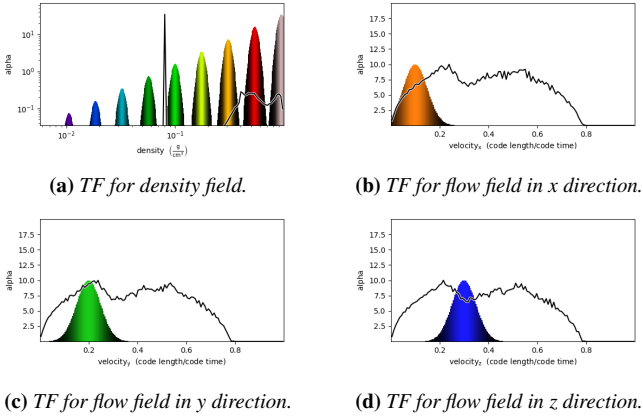 alpha
10¹
10⁰
10⁻¹
10⁻² 10⁻¹
density (g/cm³)
(a) TF for density field.
alpha
17.5
15.0
12.5
10.0
7.5
5.0
2.5
0.2 0.4 0.6 0.8
velocityₓ (code length/code time)
(b) TF for flow field in x direction.
alpha
17.5
15.0
12.5
10.0
7.5
5.0
2.5
0.2 0.4 0.6 0.8
velocityᵧ (code length/code time)
(c) TF for flow field in y direction.
alpha
17.5
15.0
12.5
10.0
7.5
5.0
2.5
0.2 0.4 0.6 0.8
velocity_z (code length/code time)
(d) TF for flow field in z direction.